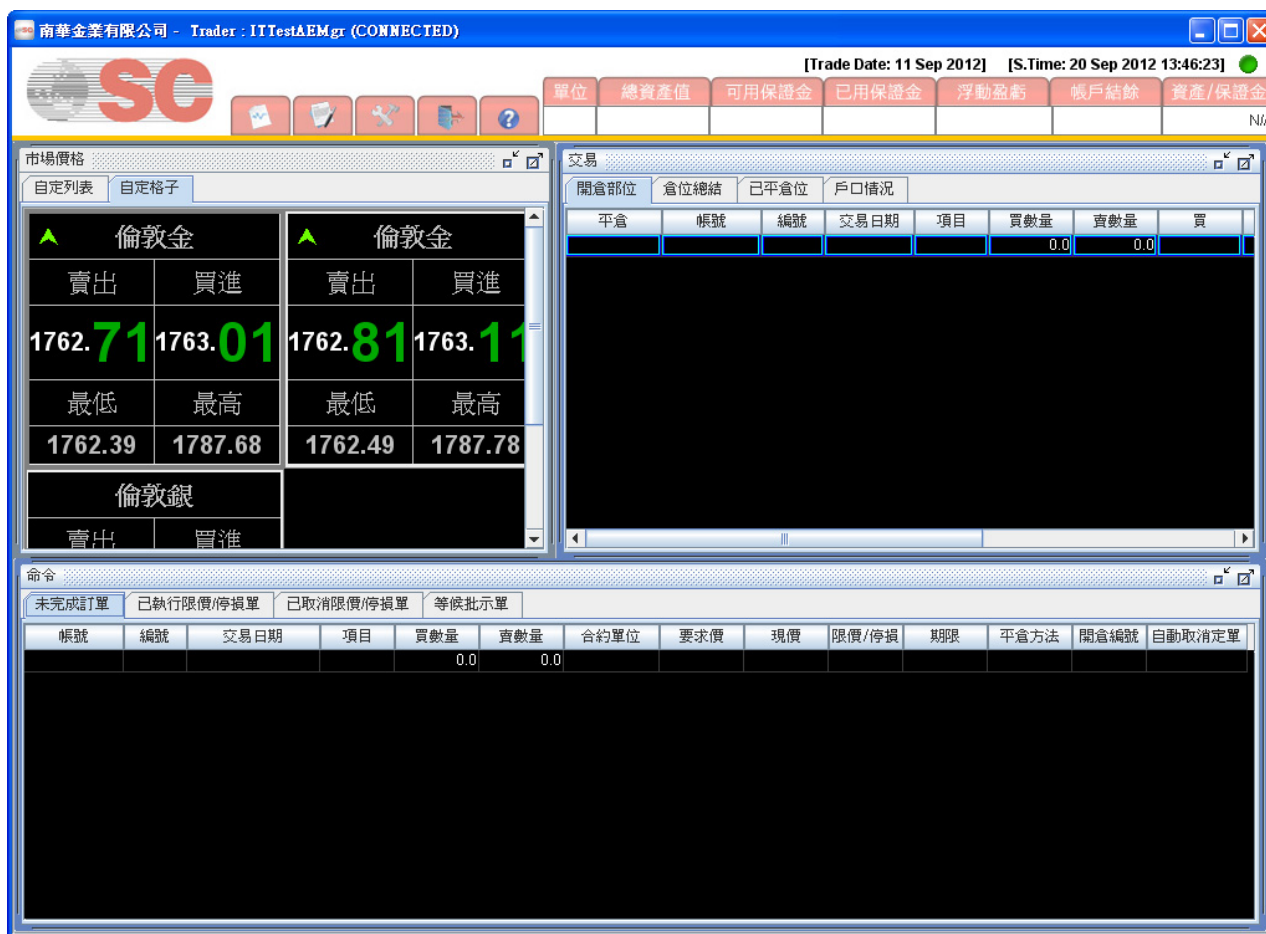 南華金業有限公司 - Trader : ITTestAEMgr (CONNECTED)
[Trade Date: 11 Sep 2012] [S.Time: 20 Sep 2012 13:46:23]
SC
單位 總資產值 可用保證金 已用保證金 浮動盈虧 帳戶結餘 資產/保證金
N/
市場價格
自定列表 自定格子
倫敦金 倫敦金
賣出 買進 賣出 買進
1762.71 1763.01 1762.81 1763.11
最低 最高 最低 最高
1762.39 1787.68 1762.49 1787.78
倫敦銀
賣出 買進
交易
開倉部位 倉位總結 已平倉位 戶口情況
平倉 帳號 編號 交易日期 項目 買數量 賣數量 買
0.0 0.0
命令
未完成訂單 已執行限價/停損單 已取消限價/停損單 等候批示單
帳號 編號 交易日期 項目 買數量 賣數量 合約單位 要求價 現價 限價/停損 期限 平倉方法 開倉編號 自動取消定單
0.0 0.0